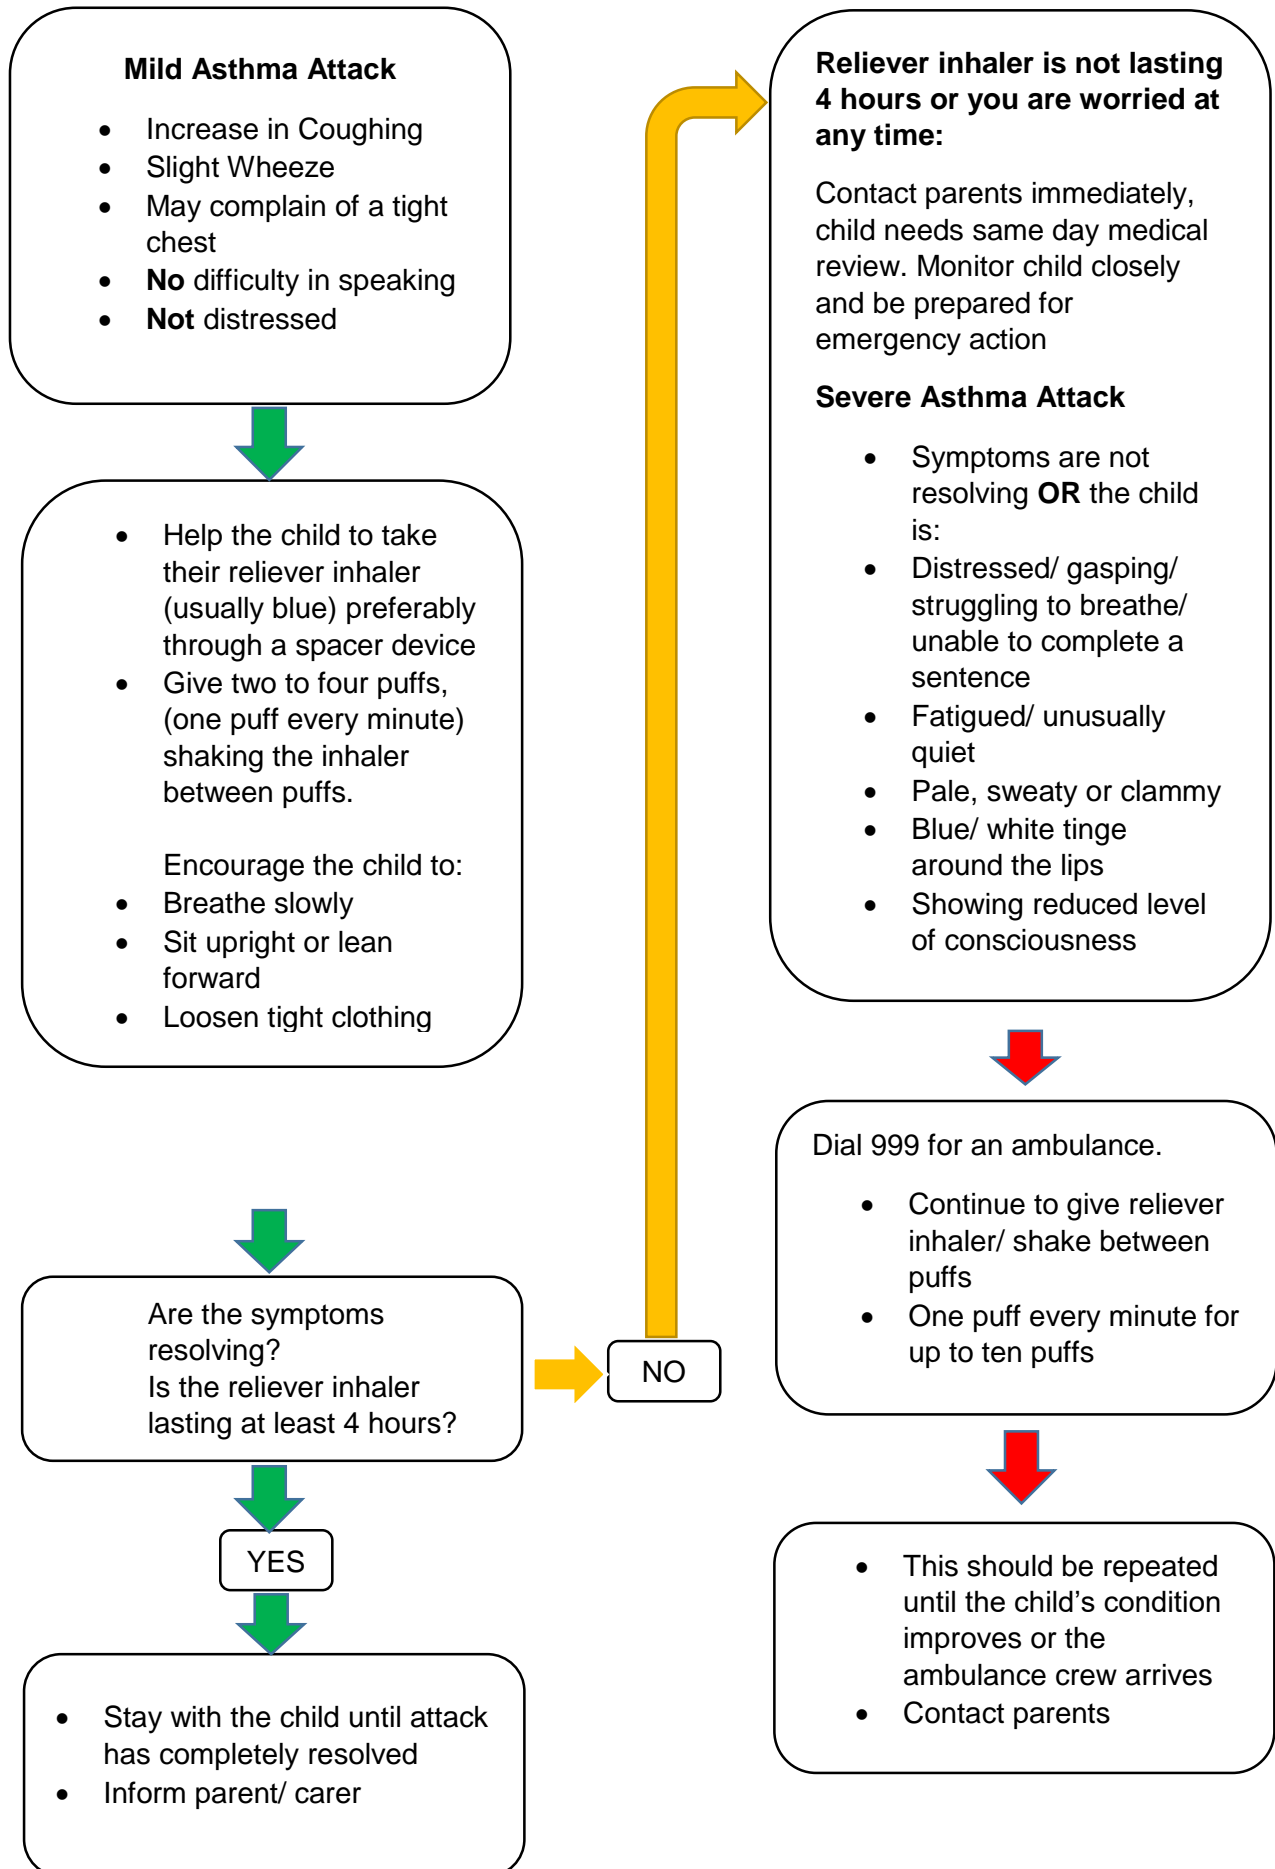 Mild Asthma Attack
• Increase in Coughing
• Slight Wheeze
• May complain of a tight
chest
• No difficulty in speaking
• Not distressed
• Help the child to take
their reliever inhaler
(usually blue) preferably
through a spacer device
• Give two to four puffs,
(one puff every minute)
shaking the inhaler
between puffs.
Encourage the child to:
• Breathe slowly
• Sit upright or lean
forward
• Loosen tight clothing
Are the symptoms
resolving?
Is the reliever inhaler
lasting at least 4 hours?
NO
YES
• Stay with the child until attack
has completely resolved
• Inform parent/ carer
Reliever inhaler is not lasting
4 hours or you are worried at
any time:
Contact parents immediately,
child needs same day medical
review. Monitor child closely
and be prepared for
emergency action
Severe Asthma Attack
• Symptoms are not
resolving OR the child
is:
• Distressed/ gasping/
struggling to breathe/
unable to complete a
sentence
• Fatigued/ unusually
quiet
• Pale, sweaty or clammy
• Blue/ white tinge
around the lips
• Showing reduced level
of consciousness
Dial 999 for an ambulance.
• Continue to give reliever
inhaler/ shake between
puffs
• One puff every minute for
up to ten puffs
• This should be repeated
until the child’s condition
improves or the
ambulance crew arrives
• Contact parents